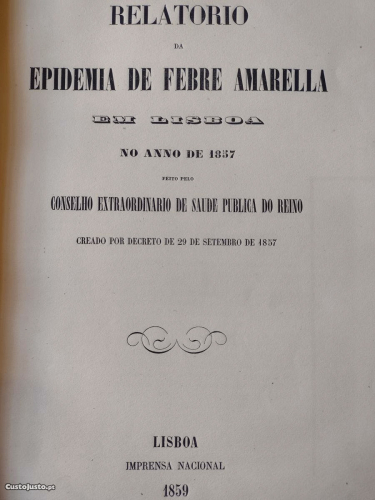 RELATORIO
DA
EPIDEMIA DE FEBRE AMARELLA
EM LISBOA
NO ANNO DE 1857
FEITO PELO
CONSELHO EXTRAORDINARIO DE SAUDE PUBLICA DO REINO
CREADO POR DECRETO DE 29 DE SETEMBRO DE 1857
LISBOA
IMPRENSA NACIONAL
1859
CustoJusto.pt